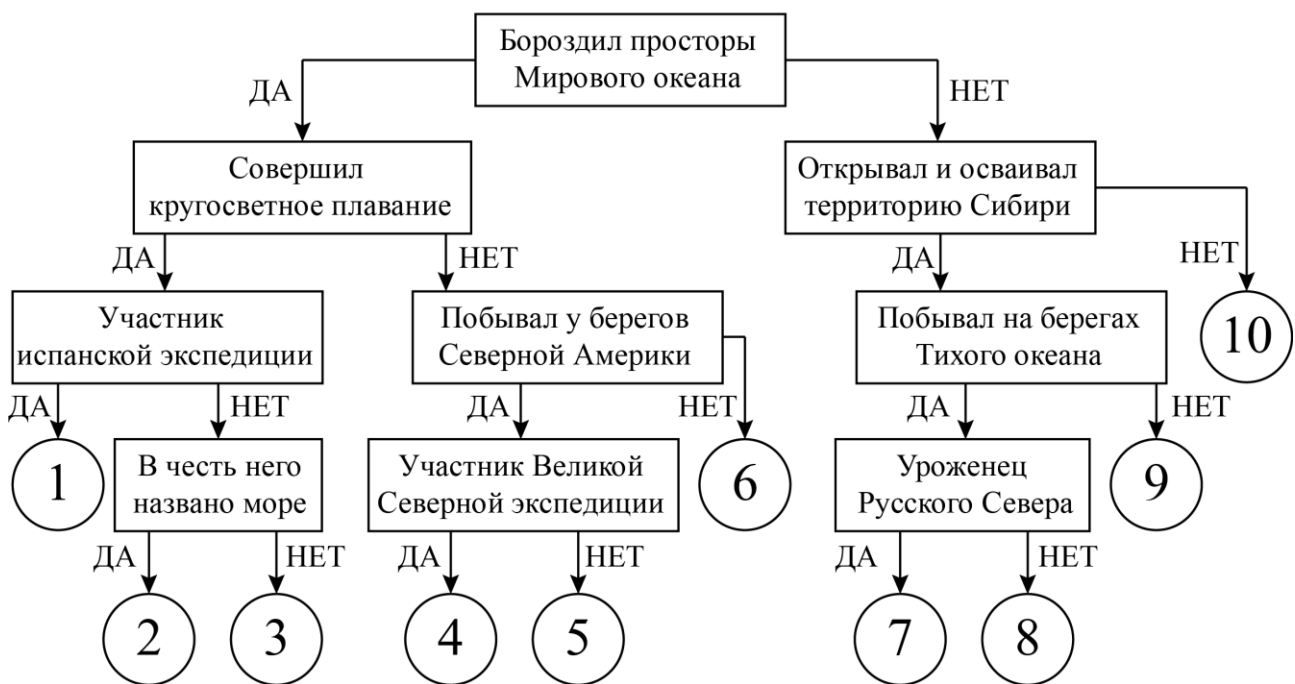 Бороздил просторы
Мирового океана
ДА
НЕТ
Совершил
кругосветное плавание
Открывал и осваивал
территорию Сибири
ДА
НЕТ
ДА
НЕТ
Участник
испанской экспедиции
Побывал у берегов
Северной Америки
Побывал на берегах
Тихого океана
10
ДА
НЕТ
ДА
НЕТ
ДА
НЕТ
1
В честь него
названо море
Участник Великой
Северной экспедиции
6
Уроженец
Русского Севера
9
ДА
НЕТ
ДА
НЕТ
ДА
НЕТ
2
3
4
5
7
8